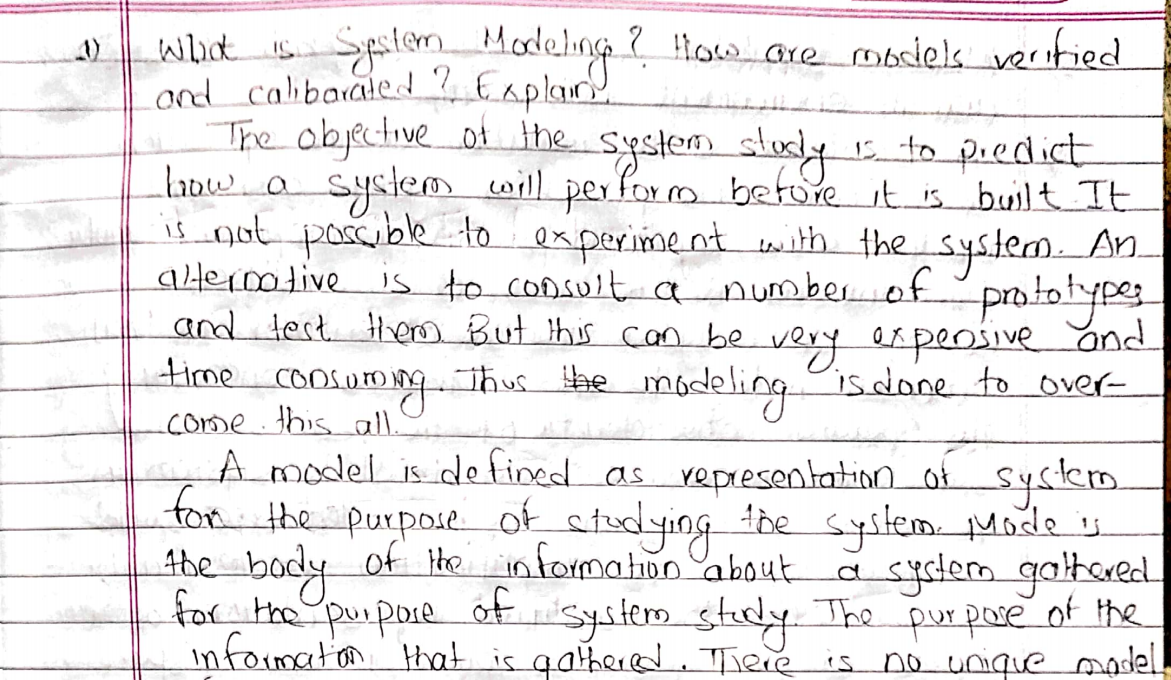 1) What is System Modeling? How are models verified
and calibarated? Explain.
The objective of the system study is to predict
how a system will perform before it is built. It
is not possible to experiment with the system. An
alternative is to consult a number of prototypes
and test them. But this can be very expensive and
time consuming. Thus the modeling is done to over-
come this all.
A model is defined as representation of system
for the purpose of studying the system. Mode is
the body of the information about a system gathered
for the purpose of system study. The purpose of the
informaton that is gathered. There is no unique model